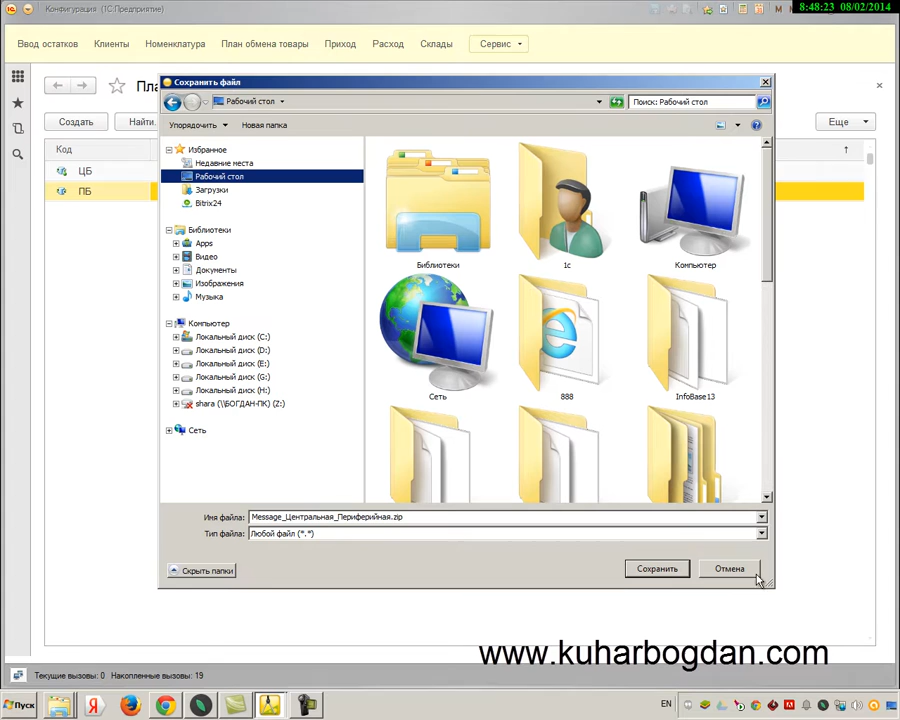 Конфигурация (1С:Предприятие)
8:48:23 08/02/2014
Ввод остатков Клиенты Номенклатура План обмена товары Приход Расход Склады Сервис
Сохранить файл
Рабочий стол
Поиск: Рабочий стол
Упорядочить Новая папка
Создать Найти. Еще
Код
ЦБ
ПБ
Избранное
Недавние места
Рабочий стол
Загрузки
Bitrix24
Библиотеки
Apps
Видео
Документы
Изображения
Музыка
Компьютер
Локальный диск (C:)
Локальный диск (D:)
Локальный диск (E:)
Локальный диск (G:)
Локальный диск (H:)
shara (\\БОГДАН-ПК) (Z:)
Сеть
Библиотеки 1c Компьютер
Сеть 888 InfoBase13
Имя файла: Message_Центральная_Периферийная.zip
Тип файла: Любой файл (*.*)
Скрыть папки
Сохранить Отмена
www.kuharbogdan.com
Текущие вызовы: 0 Накопленные вызовы: 19
Пуск
EN